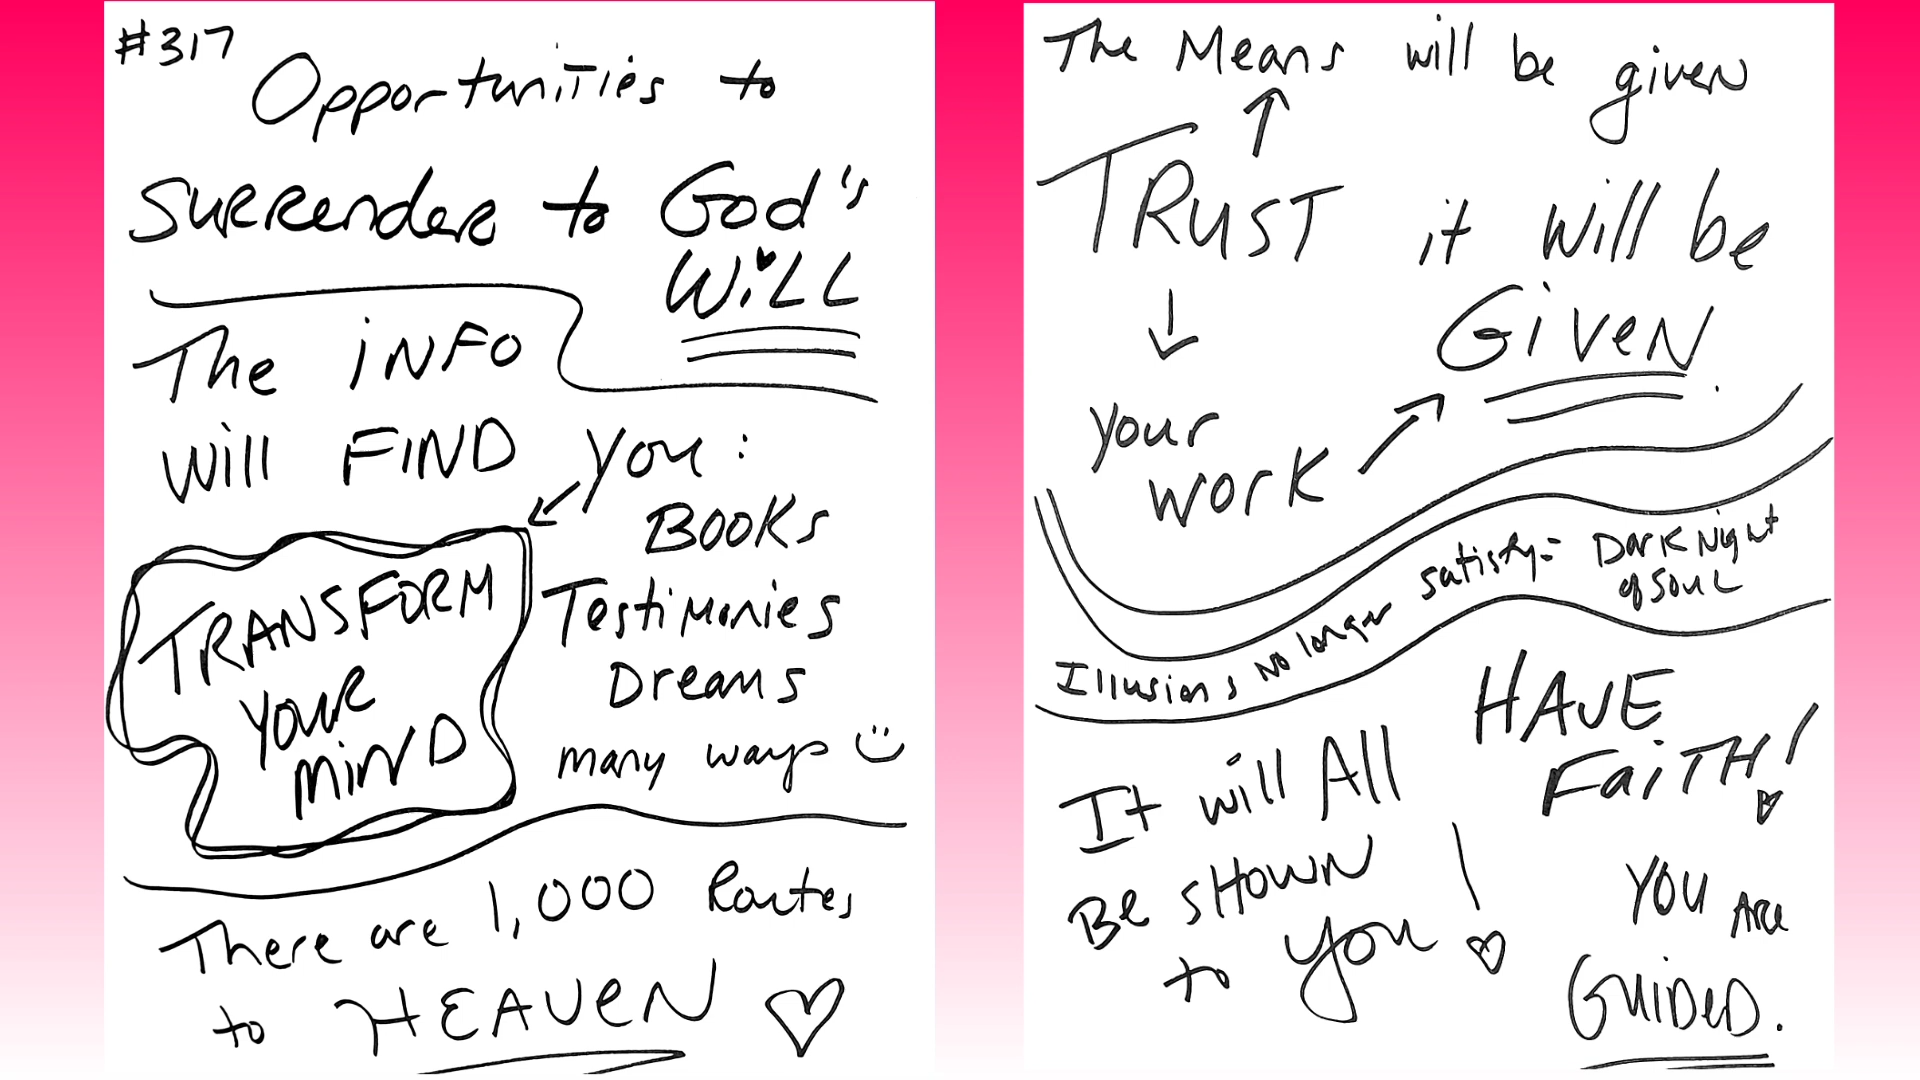 #317
Opportunities to
Surrender to God's
WiLL
The iNFO
will FIND you:
BOOKS
Testimonies
Dreams
many ways
TRANSFORM
YOUR
MiND
There are 1,000 Routes
to HEAVEN
The Means will be given
TRUST it will be
GIVEN
your
work
Illusions no longer satisfy= Dark Night
of Soul
HAVE
FAiTH!
It will All
Be SHOWN
to you!
YOU ARE
GUIDED.